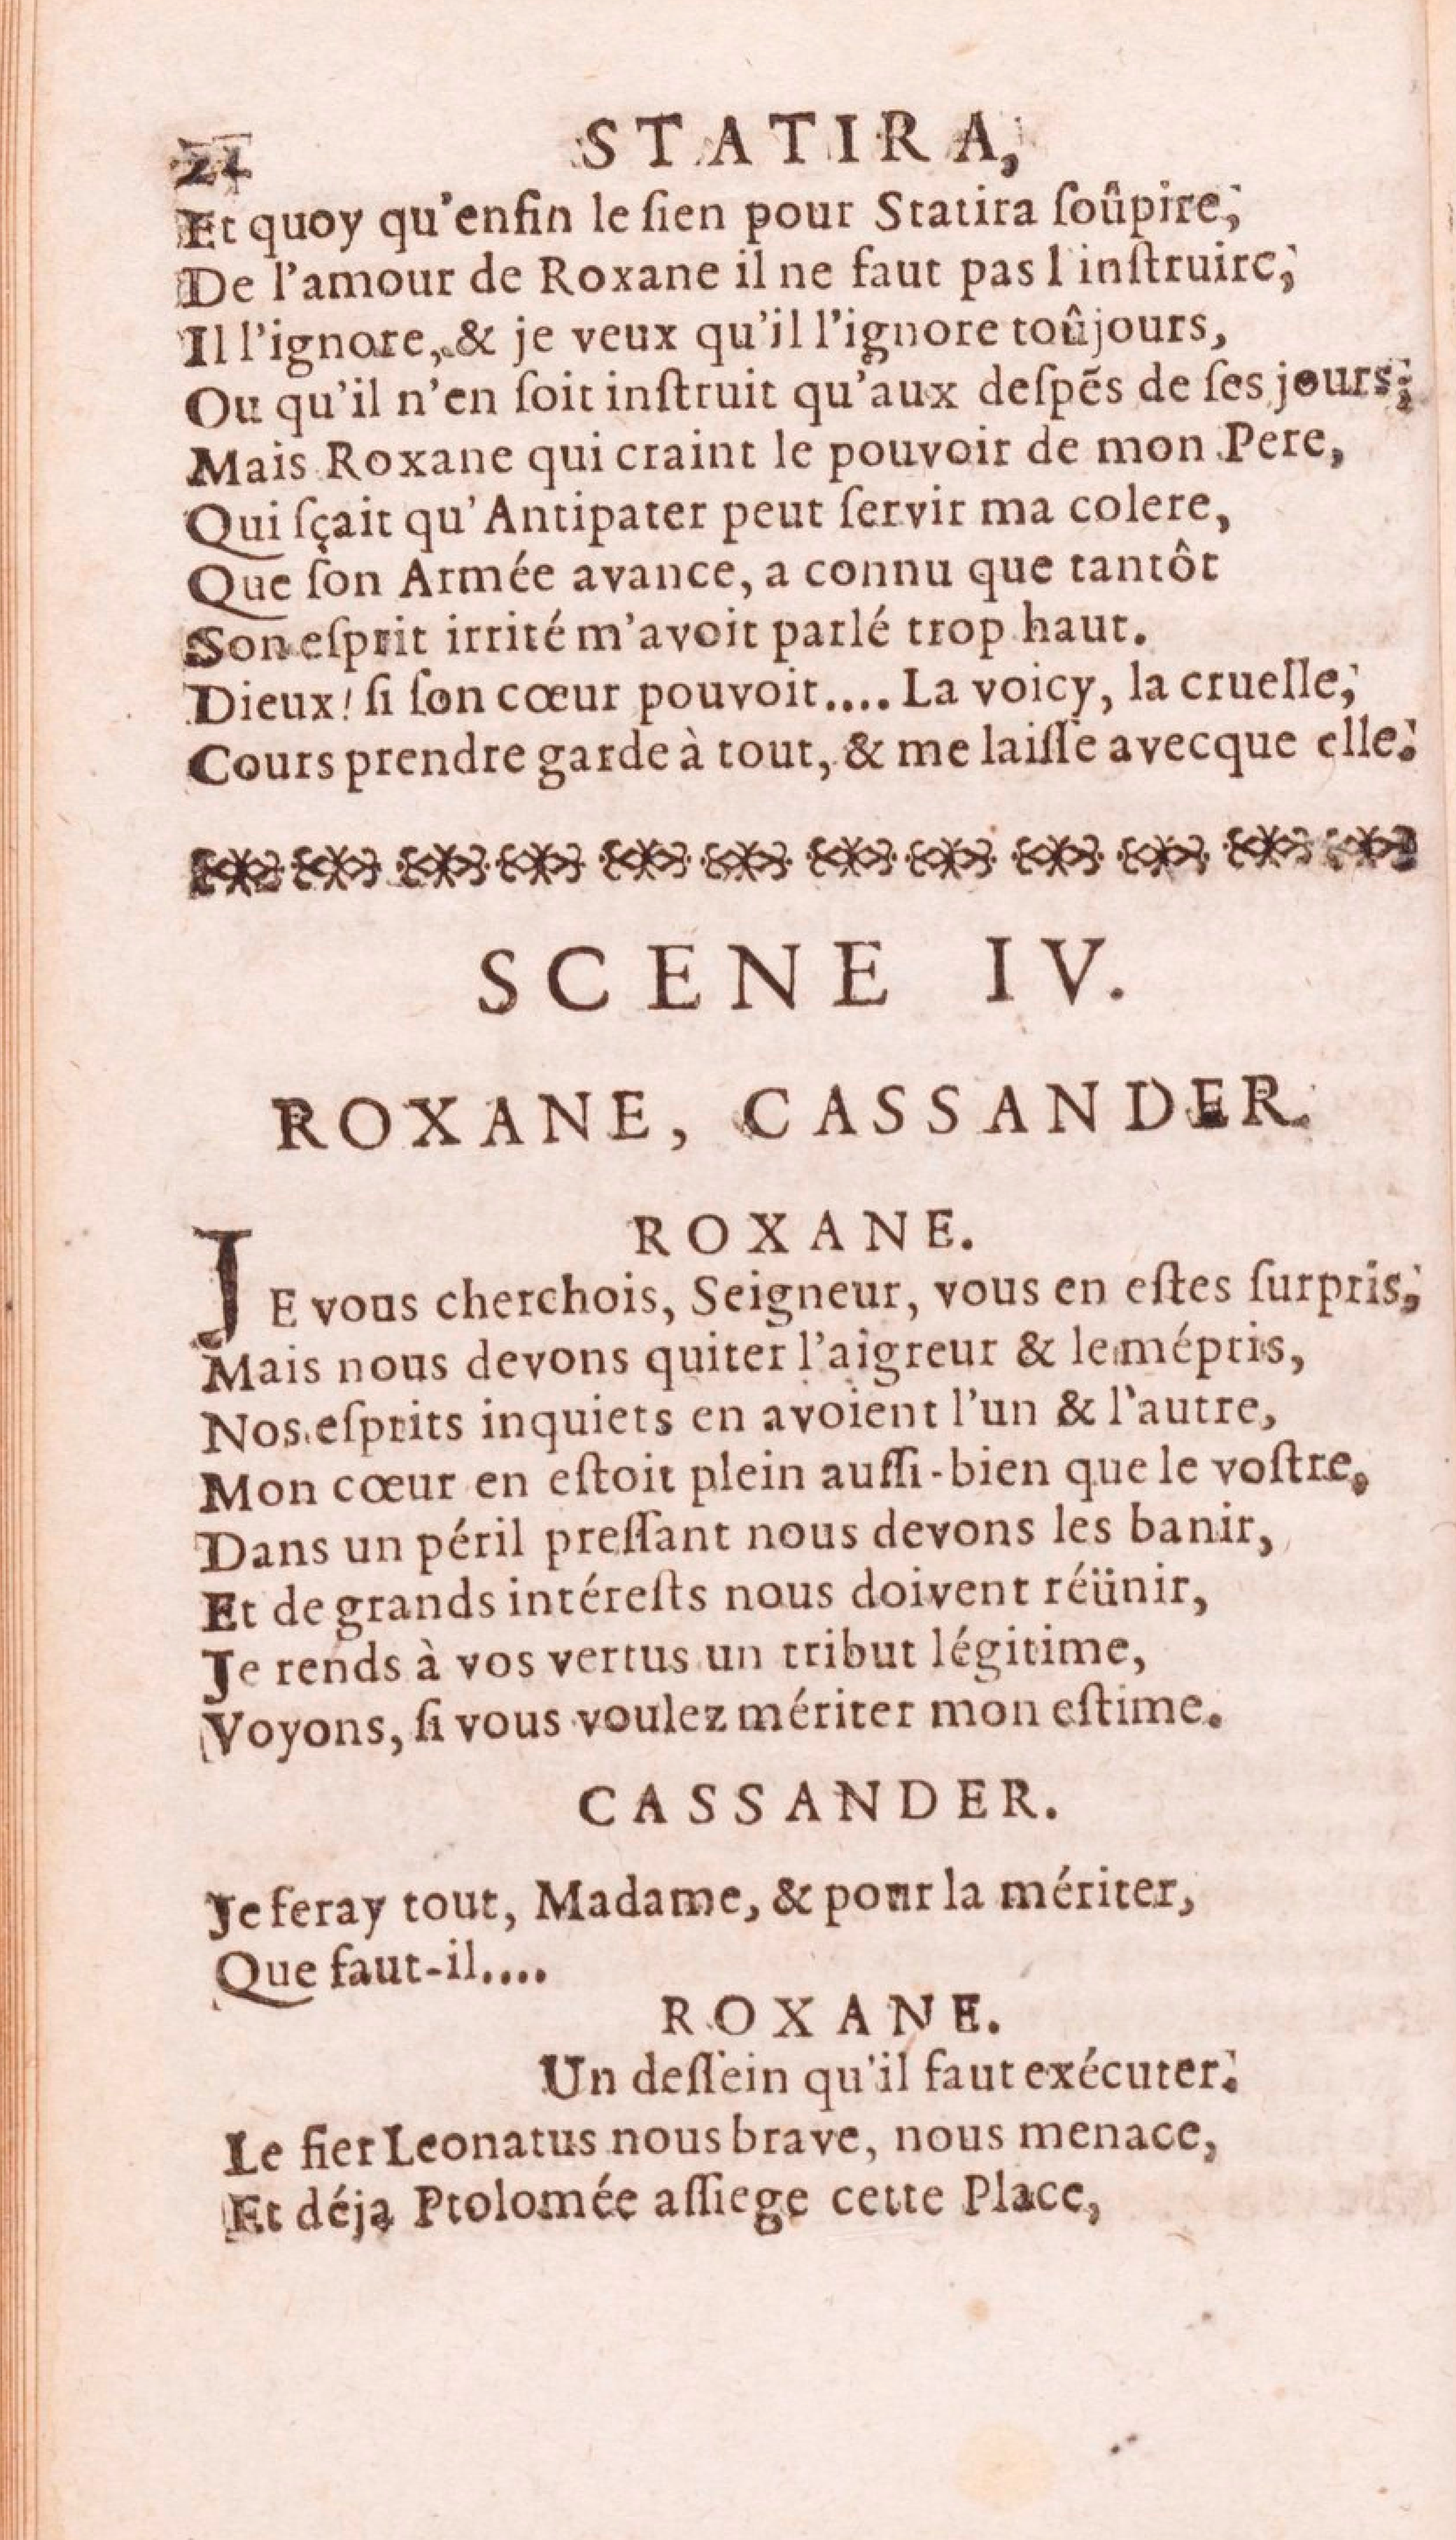 24 STATIRA,
Et quoy qu'enfin le ſien pour Statira ſoûpire,
De l'amour de Roxane il ne faut pas l'inſtruire,
Il l'ignore, & je veux qu'il l'ignore toûjours,
Ou qu'il n'en ſoit inſtruit qu'aux deſpẽs de ſes jours;
Mais Roxane qui craint le pouvoir de mon Pere,
Qui ſçait qu'Antipater peut ſervir ma colere,
Que ſon Armée avance, a connu que tantôt
Son eſprit irrité m'avoit parlé trop haut.
Dieux! ſi ſon cœur pouvoit.... La voicy, la cruelle,
Cours prendre garde à tout, & me laiſſe avecque elle.
SCENE IV.
ROXANE, CASSANDER.
ROXANE.
JE vous cherchois, Seigneur, vous en eſtes ſurpris,
Mais nous devons quiter l'aigreur & le mépris,
Nos eſprits inquiets en avoient l'un & l'autre,
Mon cœur en eſtoit plein auſſi-bien que le voſtre,
Dans un péril preſſant nous devons les banir,
Et de grands intéreſts nous doivent réünir,
Je rends à vos vertus un tribut légitime,
Voyons, ſi vous voulez mériter mon eſtime.
CASSANDER.
Je feray tout, Madame, & pour la mériter,
Que faut-il....
ROXANE.
Un deſſein qu'il faut exécuter.
Le fier Leonatus nous brave, nous menace,
Et déja Ptolomée aſſiege cette Place,